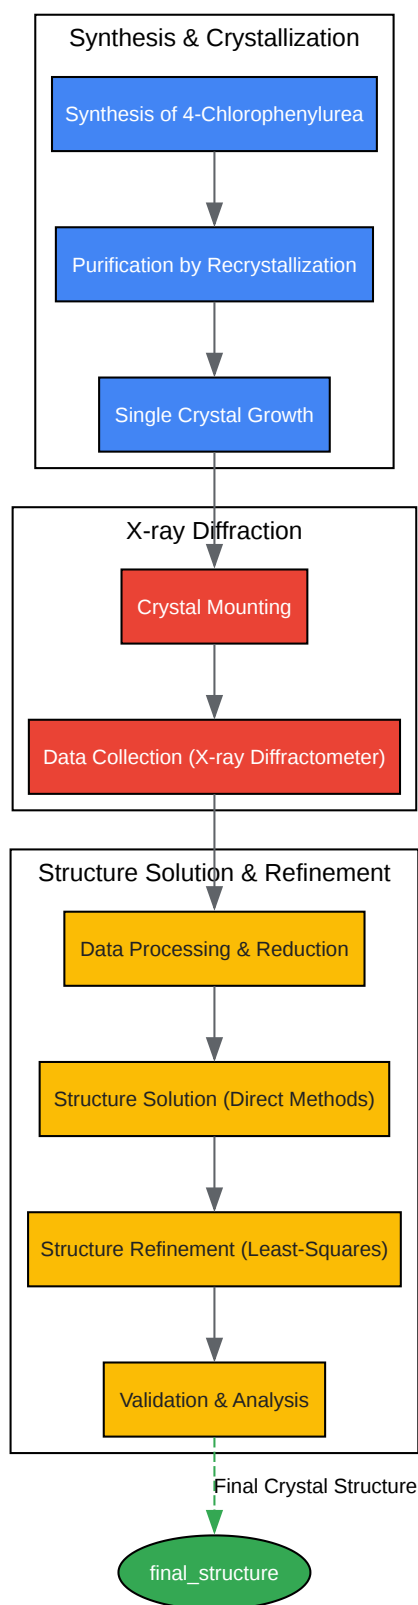 Synthesis & Crystallization
Synthesis of 4-Chlorophenylurea
Purification by Recrystallization
Single Crystal Growth
X-ray Diffraction
Crystal Mounting
Data Collection (X-ray Diffractometer)
Structure Solution & Refinement
Data Processing & Reduction
Structure Solution (Direct Methods)
Structure Refinement (Least-Squares)
Validation & Analysis
Final Crystal Structure
final_structure